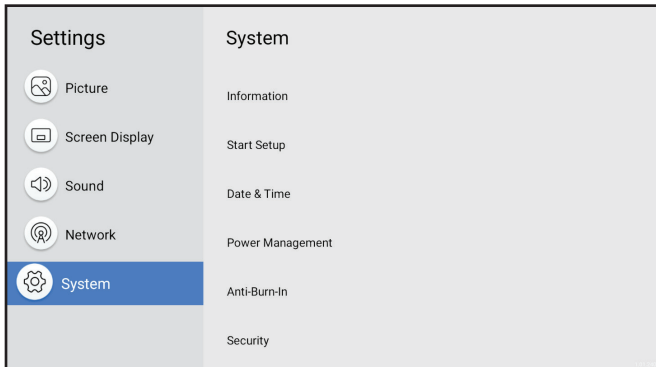 Settings
Picture
Screen Display
Sound
Network
System
System
Information
Start Setup
Date & Time
Power Management
Anti-Burn-In
Security